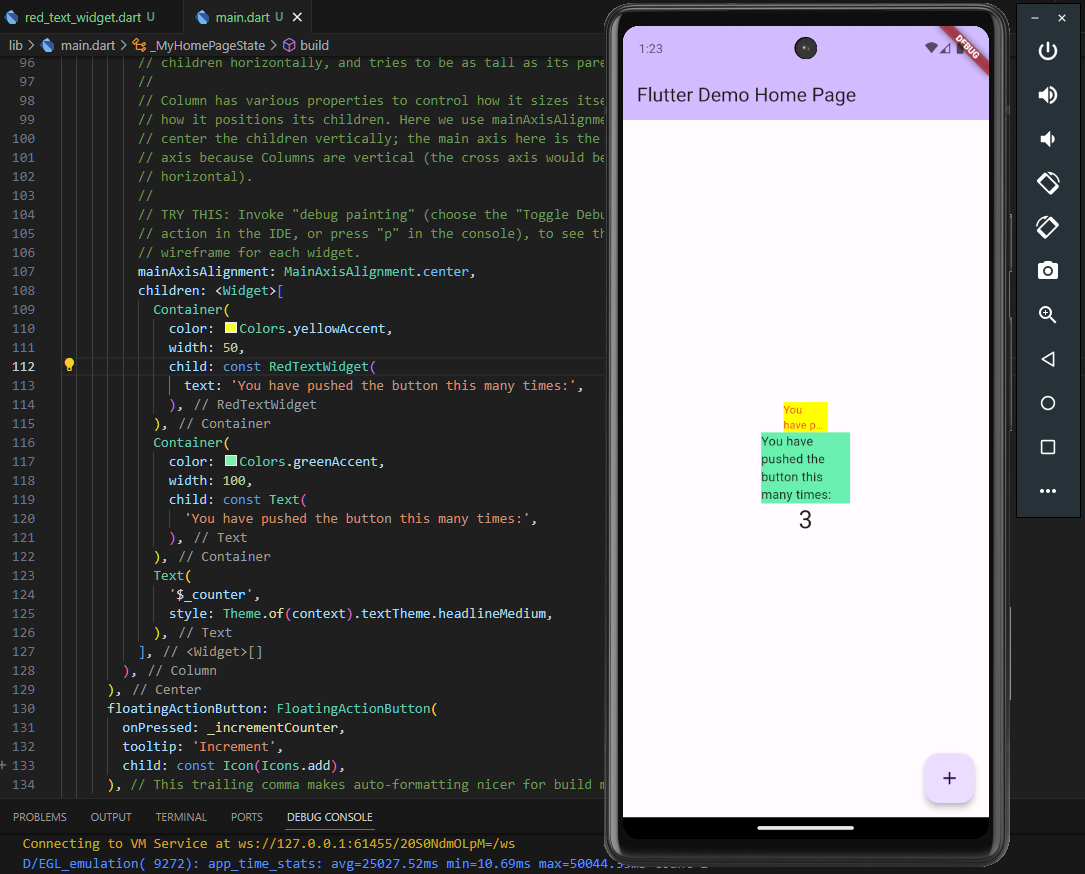 red_text_widget.dart U
main.dart U
lib > main.dart > _MyHomePageState > build
96 // children horizontally, and tries to be as tall as its pare
97 //
98 // Column has various properties to control how it sizes itse
99 // how it positions its children. Here we use mainAxisAlignme
100 // center the children vertically; the main axis here is the
101 // axis because Columns are vertical (the cross axis would be
102 // horizontal).
103 //
104 // TRY THIS: Invoke "debug painting" (choose the "Toggle Debu
105 // action in the IDE, or press "p" in the console), to see th
106 // wireframe for each widget.
107 mainAxisAlignment: MainAxisAlignment.center,
108 children: <Widget>[
109 Container(
110 color: Colors.yellowAccent,
111 width: 50,
112 child: const RedTextWidget(
113 text: 'You have pushed the button this many times:',
114 ), // RedTextWidget
115 ), // Container
116 Container(
117 color: Colors.greenAccent,
118 width: 100,
119 child: const Text(
120 'You have pushed the button this many times:',
121 ), // Text
122 ), // Container
123 Text(
124 '$_counter',
125 style: Theme.of(context).textTheme.headlineMedium,
126 ), // Text
127 ], // <Widget>[]
128 ), // Column
129 ), // Center
130 floatingActionButton: FloatingActionButton(
131 onPressed: _incrementCounter,
132 tooltip: 'Increment',
133 child: const Icon(Icons.add),
134 ), // This trailing comma makes auto-formatting nicer for build m
PROBLEMS OUTPUT TERMINAL PORTS DEBUG CONSOLE
Connecting to VM Service at ws://127.0.0.1:61455/20S0NdmOLpM=/ws
D/EGL_emulation( 9272): app_time_stats: avg=25027.52ms min=10.69ms max=50044.
1:23
DEBUG
Flutter Demo Home Page
You
have p...
You have
pushed the
button this
many times:
3